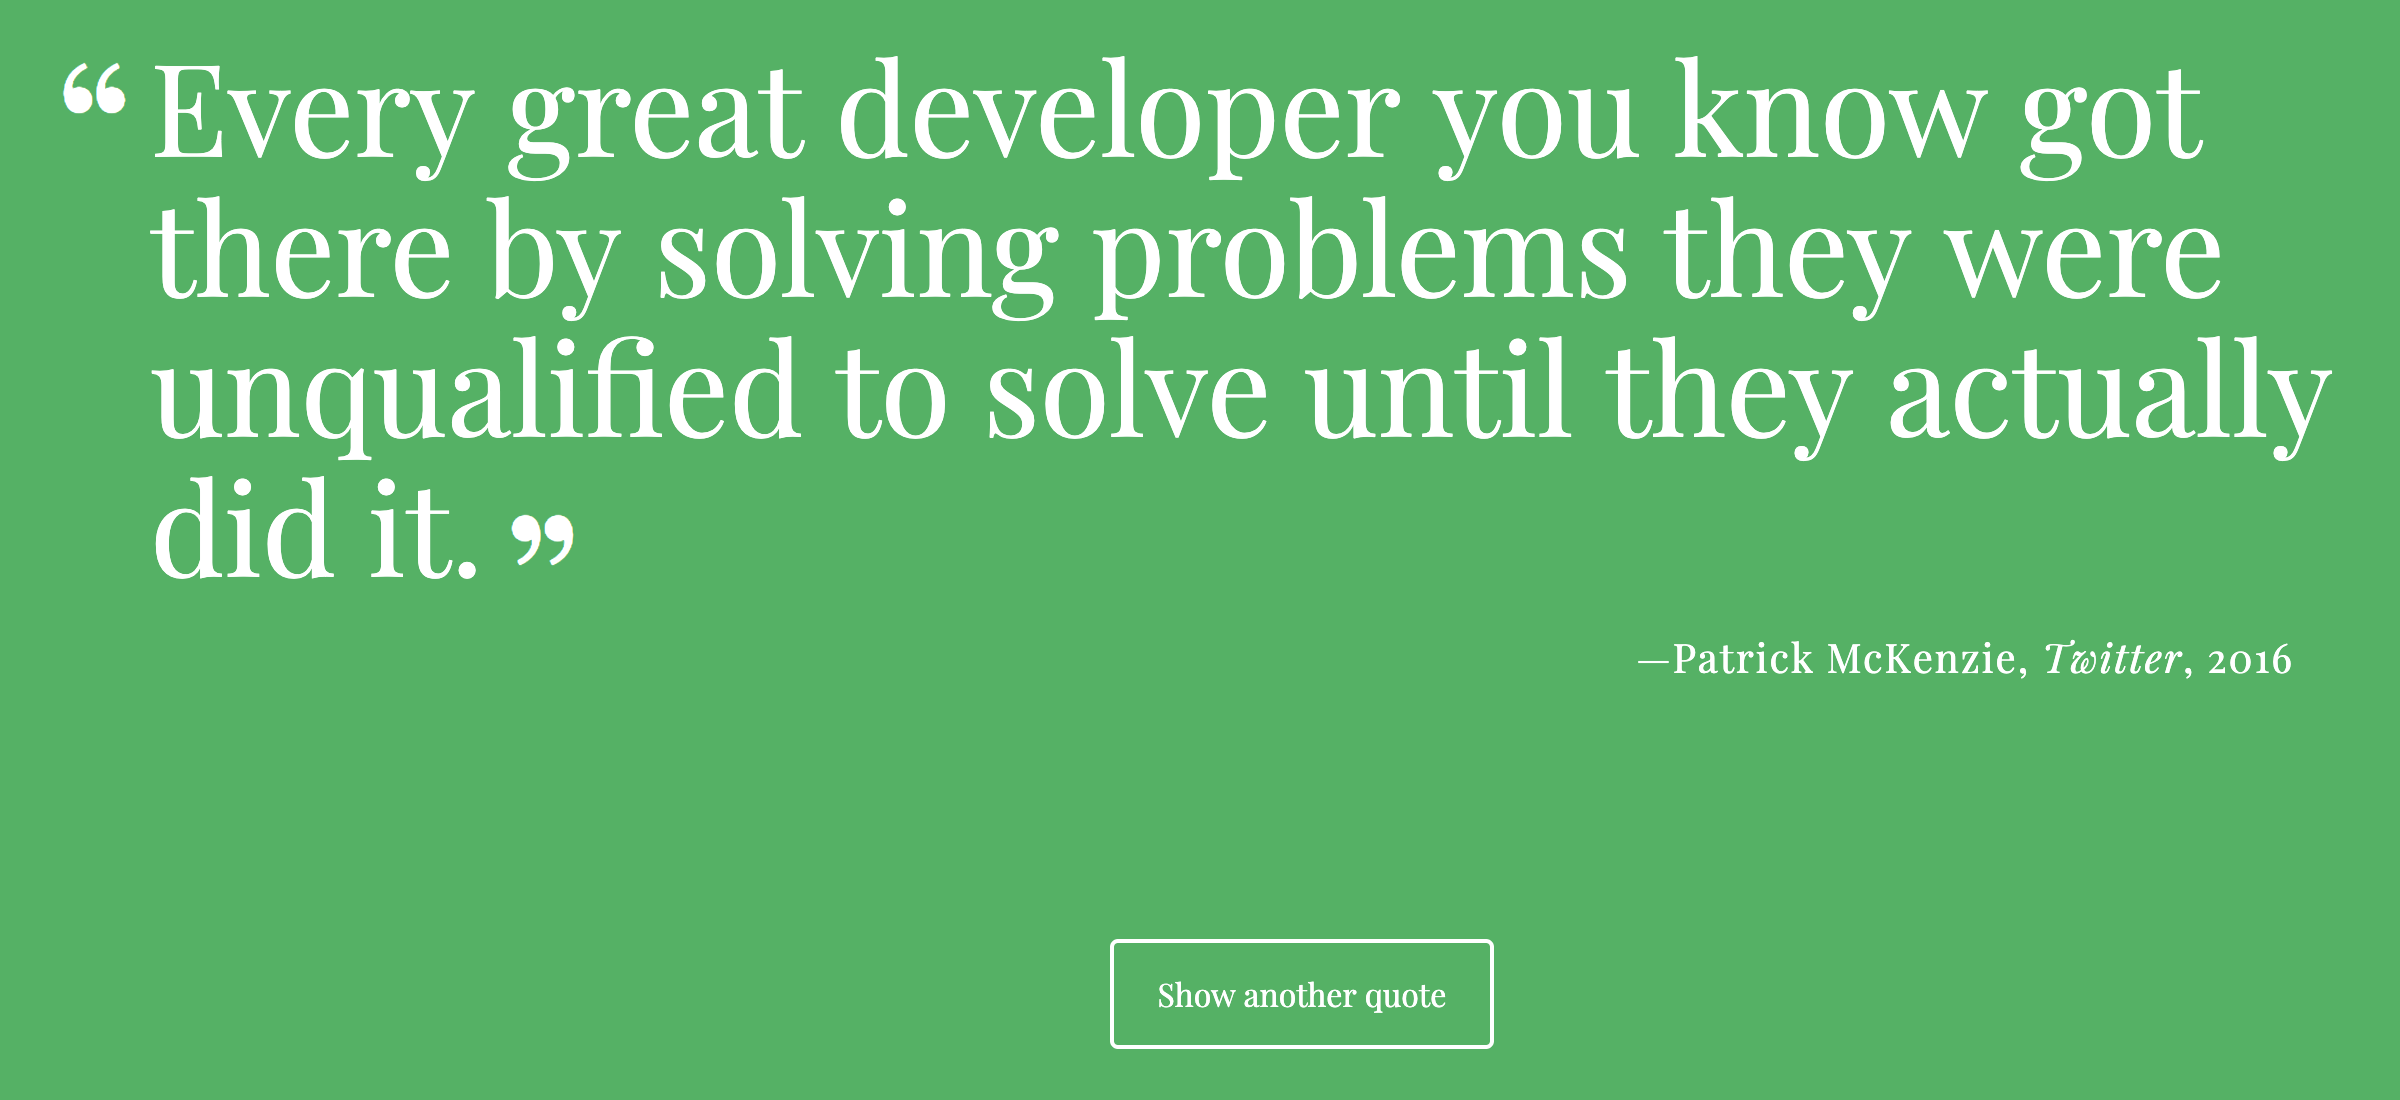 “ Every great developer you know got
there by solving problems they were
unqualified to solve until they actually
did it. ”
—Patrick McKenzie, Twitter, 2016
Show another quote